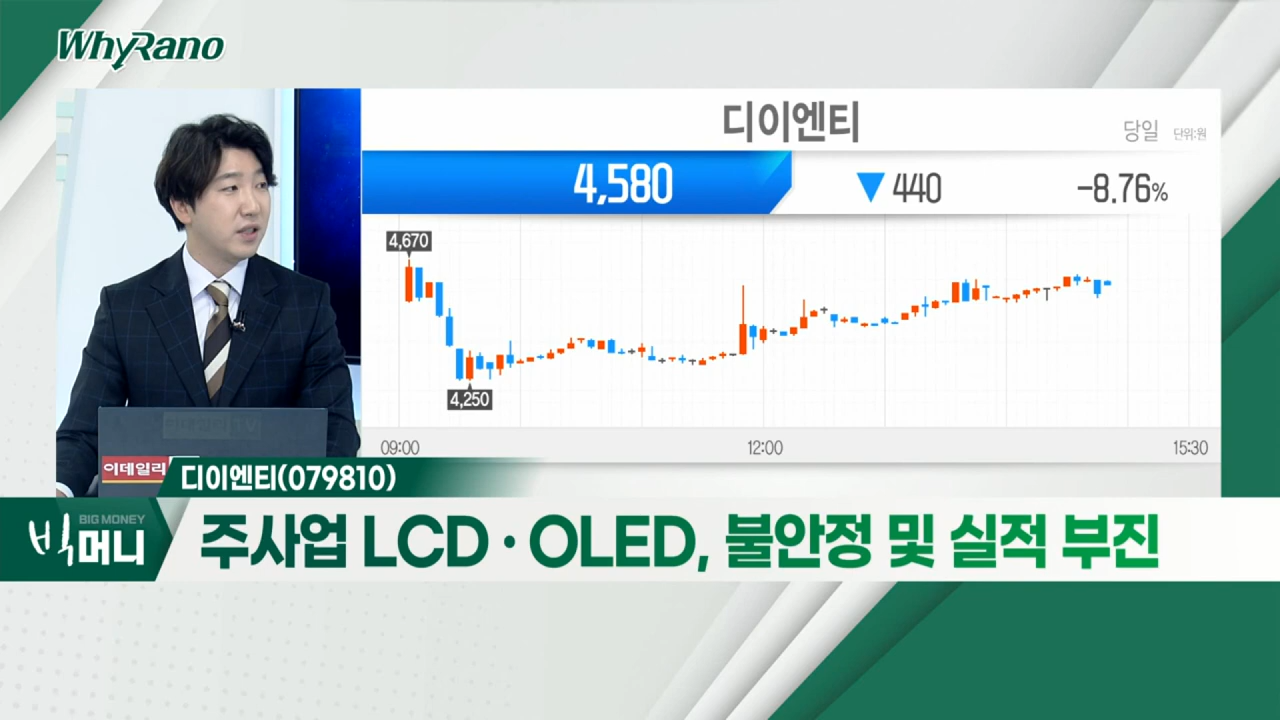 WhyRano
디이엔티
당일 단위:원
4,580 ▼440 -8.76%
4,670
4,250
09:00 12:00 15:30
이데일리
디이엔티(079810)
빅머니 BIG MONEY
주사업 LCD·OLED, 불안정 및 실적 부진